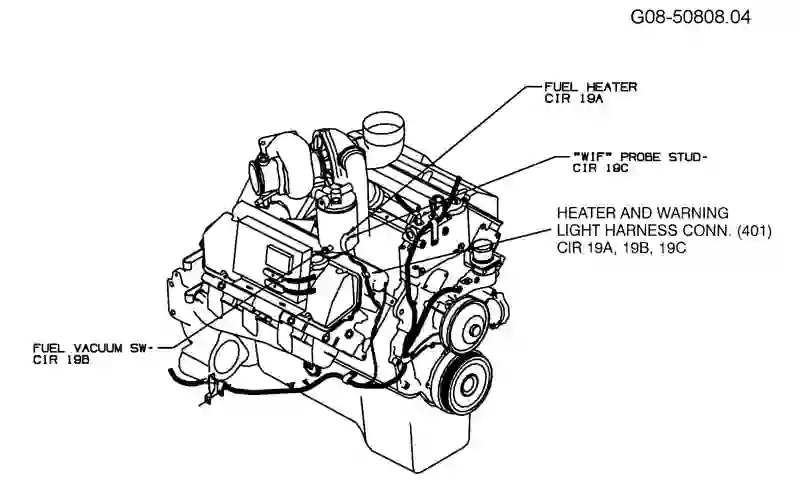 G08-50808.04
FUEL HEATER
CIR 19A
"WIF" PROBE STUD-
CIR 19C
HEATER AND WARNING
LIGHT HARNESS CONN. (401)
CIR 19A, 19B, 19C
FUEL VACUUM SW-
CIR 19B